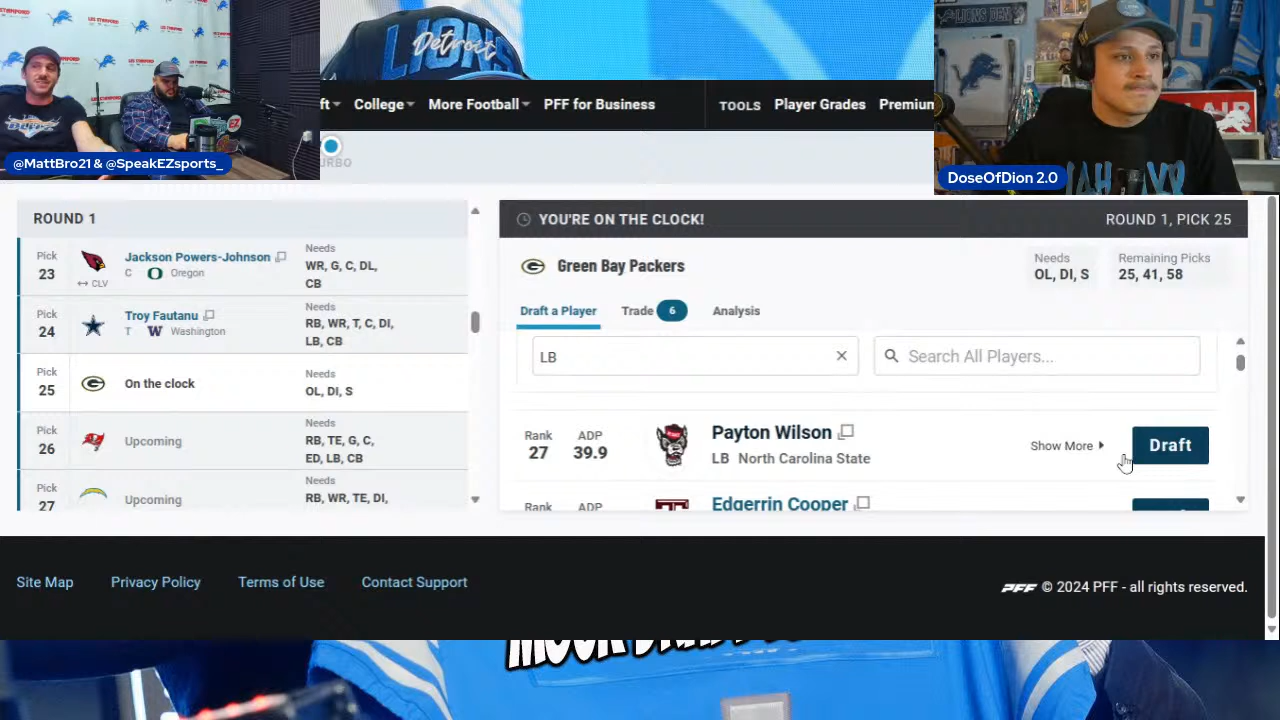 LIONS
Detroit
LIONS DEN
16
@MattBro21 & @SpeakEZsports_
DoseOfDion 2.0
College
More Football
PFF for Business
TOOLS
Player Grades
Premium
ROUND 1
Pick 23
↔ CLV
Jackson Powers-Johnson
C Oregon
Needs
WR, G, C, DL,
CB
Pick 24
Troy Fautanu
T W Washington
Needs
RB, WR, T, C, DI,
LB, CB
Pick 25
On the clock
Needs
OL, DI, S
Pick 26
Upcoming
Needs
RB, TE, G, C,
ED, LB, CB
Pick 27
Upcoming
Needs
RB, WR, TE, DI,
YOU'RE ON THE CLOCK!
ROUND 1, PICK 25
Green Bay Packers
Needs
OL, DI, S
Remaining Picks
25, 41, 58
Draft a Player
Trade 6
Analysis
LB
Search All Players...
Rank 27
ADP 39.9
Payton Wilson
LB North Carolina State
Show More
Draft
Rank
ADP
Edgerrin Cooper
Site Map
Privacy Policy
Terms of Use
Contact Support
PFF © 2024 PFF - all rights reserved.